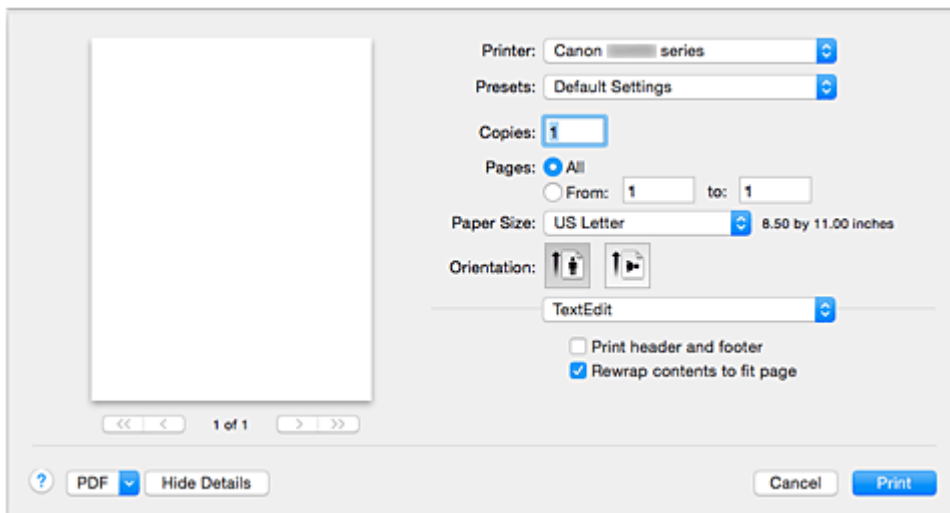 Printer: Canon series
Presets: Default Settings
Copies: 1
Pages: All
From: 1 to: 1
Paper Size: US Letter 8.50 by 11.00 inches
Orientation:
TextEdit
Print header and footer
Rewrap contents to fit page
<< < 1 of 1 > >>
? PDF Hide Details Cancel Print